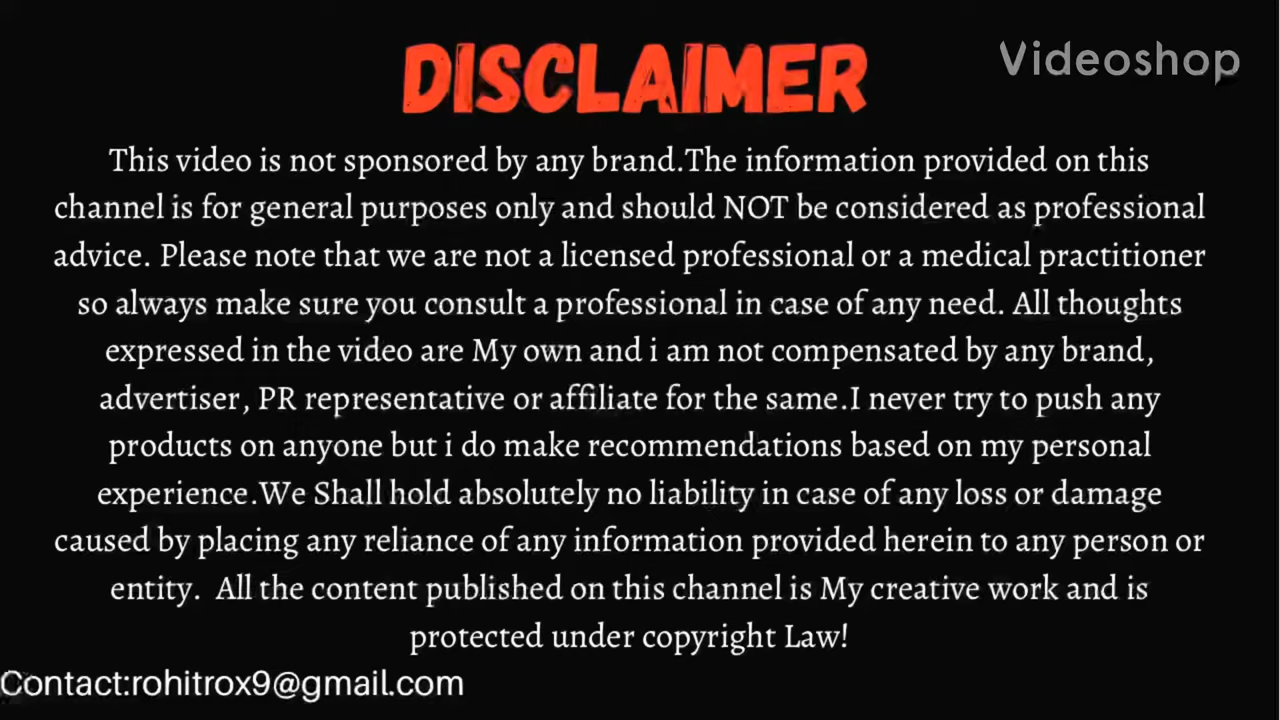 DISCLAIMER
Videoshop
This video is not sponsored by any brand.The information provided on this
channel is for general purposes only and should NOT be considered as professional
advice. Please note that we are not a licensed professional or a medical practitioner
so always make sure you consult a professional in case of any need. All thoughts
expressed in the video are My own and i am not compensated by any brand,
advertiser, PR representative or affiliate for the same.I never try to push any
products on anyone but i do make recommendations based on my personal
experience.We Shall hold absolutely no liability in case of any loss or damage
caused by placing any reliance of any information provided herein to any person or
entity.  All the content published on this channel is My creative work and is
protected under copyright Law!
Contact:rohitrox9@gmail.com